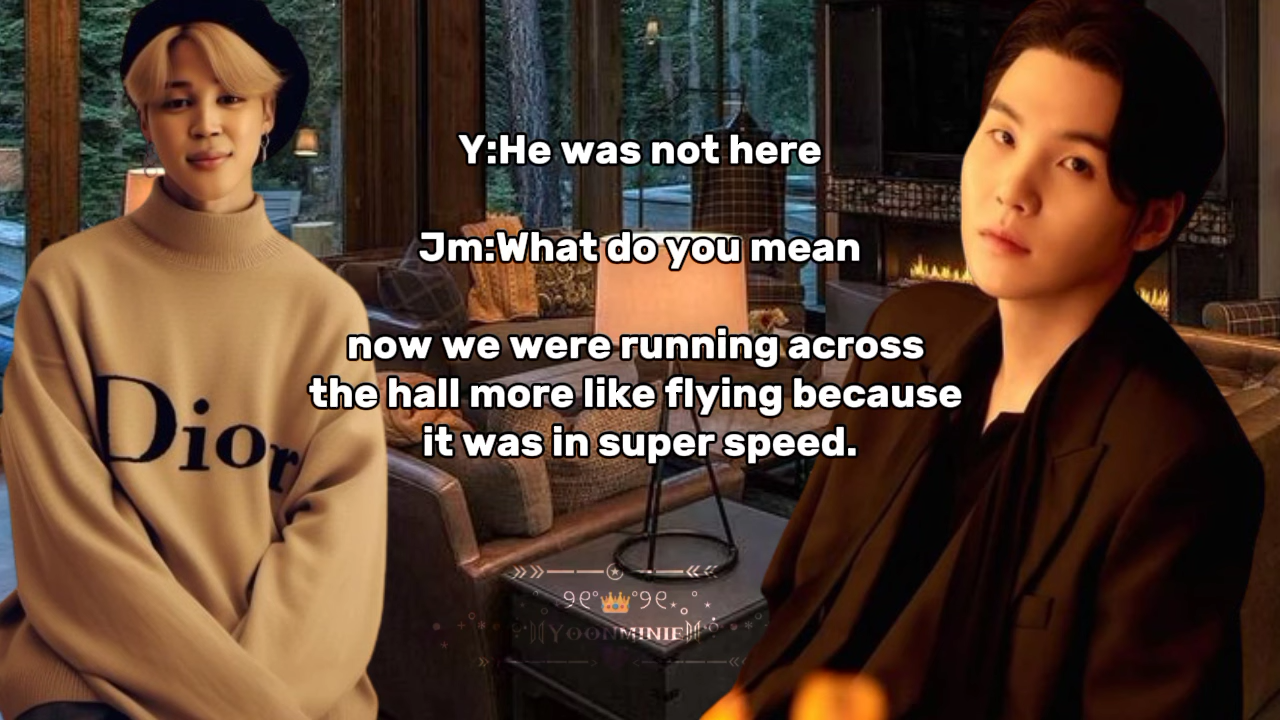 Y:He was not here
Jm:What do you mean
now we were running across
the hall more like flying because
it was in super speed.
Dior
YOONMINIE